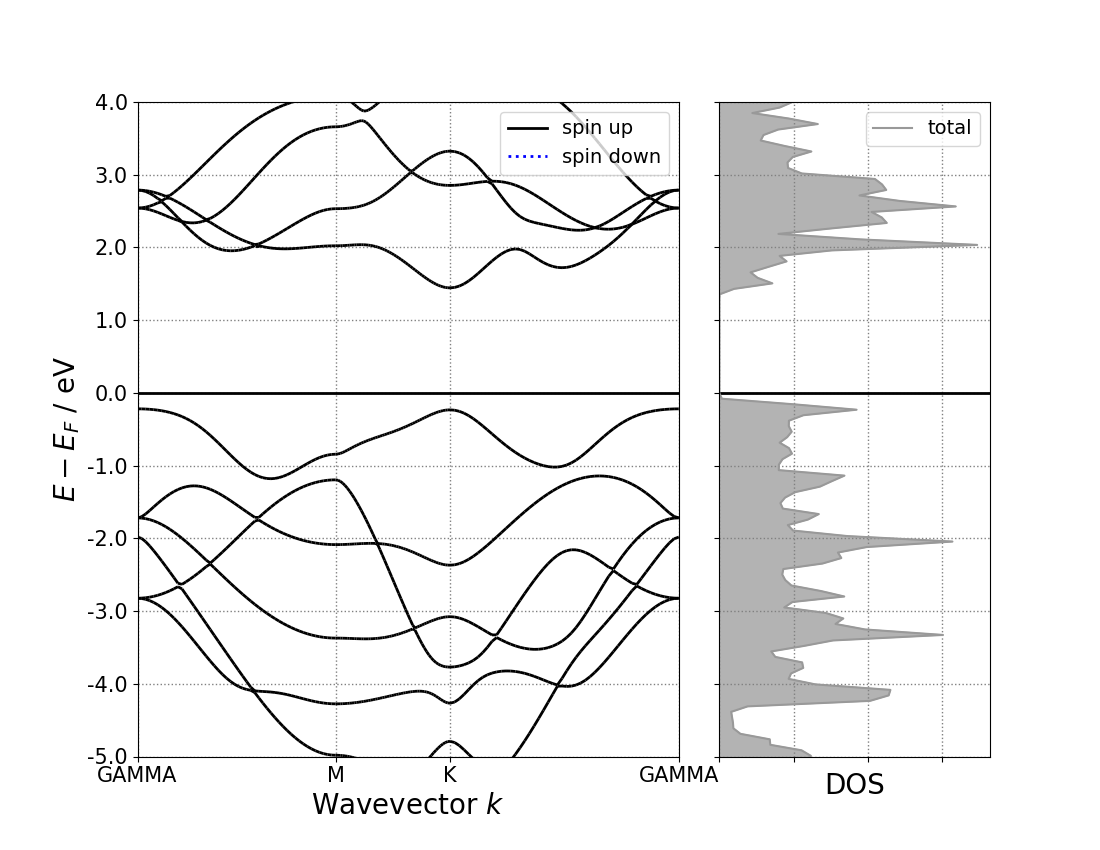 4.0
3.0
2.0
1.0
0.0
-1.0
-2.0
-3.0
-4.0
-5.0
E − E_F / eV
spin up
spin down
GAMMA
M
K
GAMMA
Wavevector k
total
DOS